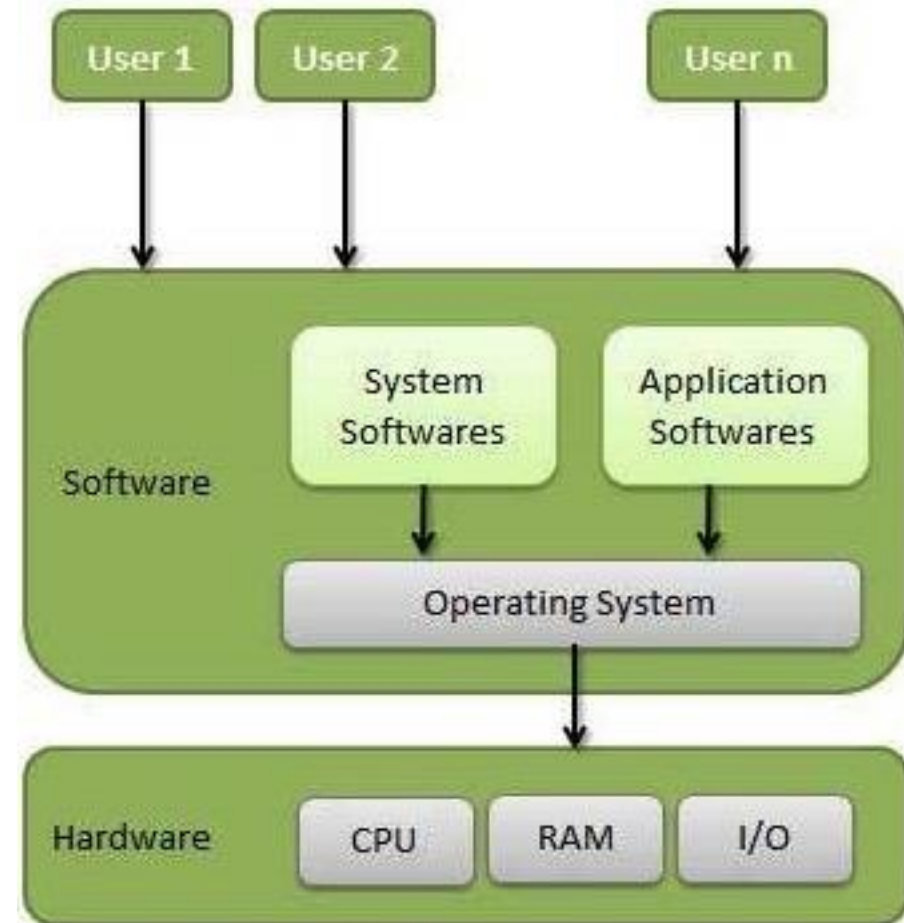 User 1
User 2
User n
System
Softwares
Application
Softwares
Software
Operating System
Hardware
CPU
RAM
I/O